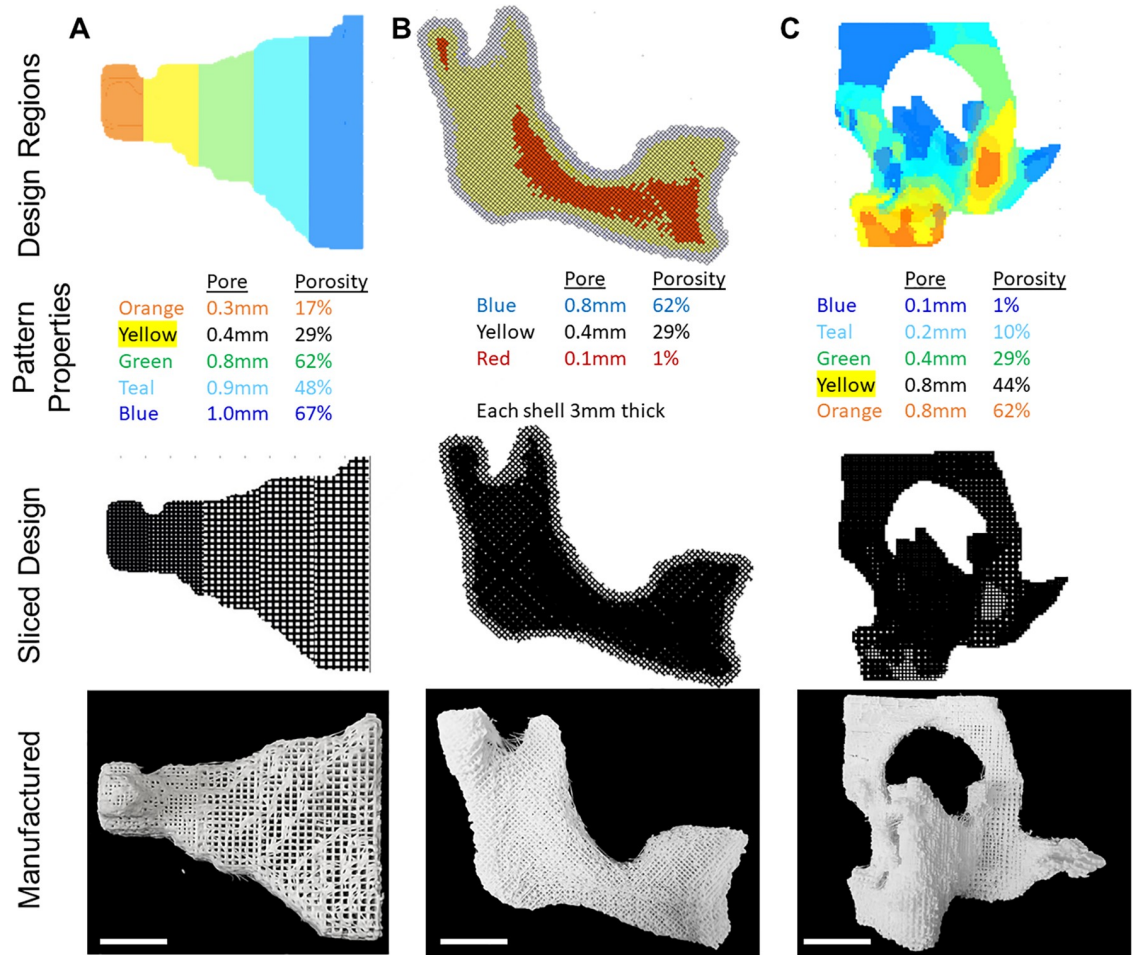 A
B
C
Design Regions
Pattern
Properties
Pore Porosity
Orange 0.3mm 17%
Yellow 0.4mm 29%
Green 0.8mm 62%
Teal 0.9mm 48%
Blue 1.0mm 67%
Pore Porosity
Blue 0.8mm 62%
Yellow 0.4mm 29%
Red 0.1mm 1%
Each shell 3mm thick
Pore Porosity
Blue 0.1mm 1%
Teal 0.2mm 10%
Green 0.4mm 29%
Yellow 0.8mm 44%
Orange 0.8mm 62%
Sliced Design
Manufactured